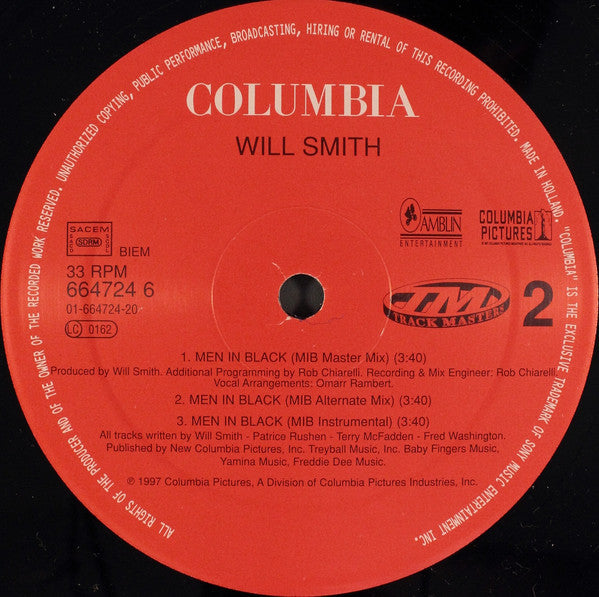 ALL RIGHTS OF THE PRODUCER AND OF THE OWNER OF THE RECORDED WORK RESERVED. UNAUTHORIZED COPYING, PUBLIC PERFORMANCE, BROADCASTING, HIRING OR RENTAL OF THIS RECORDING PROHIBITED. MADE IN HOLLAND. "COLUMBIA" IS THE EXCLUSIVE TRADEMARK OF SONY MUSIC ENTERTAINMENT INC.
COLUMBIA
WILL SMITH
SACEM
SDRM
BIEM
33 RPM
664724 6
01-664724-20
LC 0162
AMBLIN
ENTERTAINMENT
COLUMBIA
PICTURES
TM
TRACK MASTERS
2
1. MEN IN BLACK (MIB Master Mix) (3:40)
Produced by Will Smith. Additional Programming by Rob Chiarelli. Recording & Mix Engineer: Rob Chiarelli.
Vocal Arrangements: Omarr Rambert.
2. MEN IN BLACK (MIB Alternate Mix) (3:40)
3. MEN IN BLACK (MIB Instrumental) (3:40)
All tracks written by Will Smith - Patrice Rushen - Terry McFadden - Fred Washington.
Published by New Columbia Pictures, Inc. Treyball Music, Inc. Baby Fingers Music,
Yamina Music, Freddie Dee Music.
℗ 1997 Columbia Pictures, A Division of Columbia Pictures Industries, Inc.